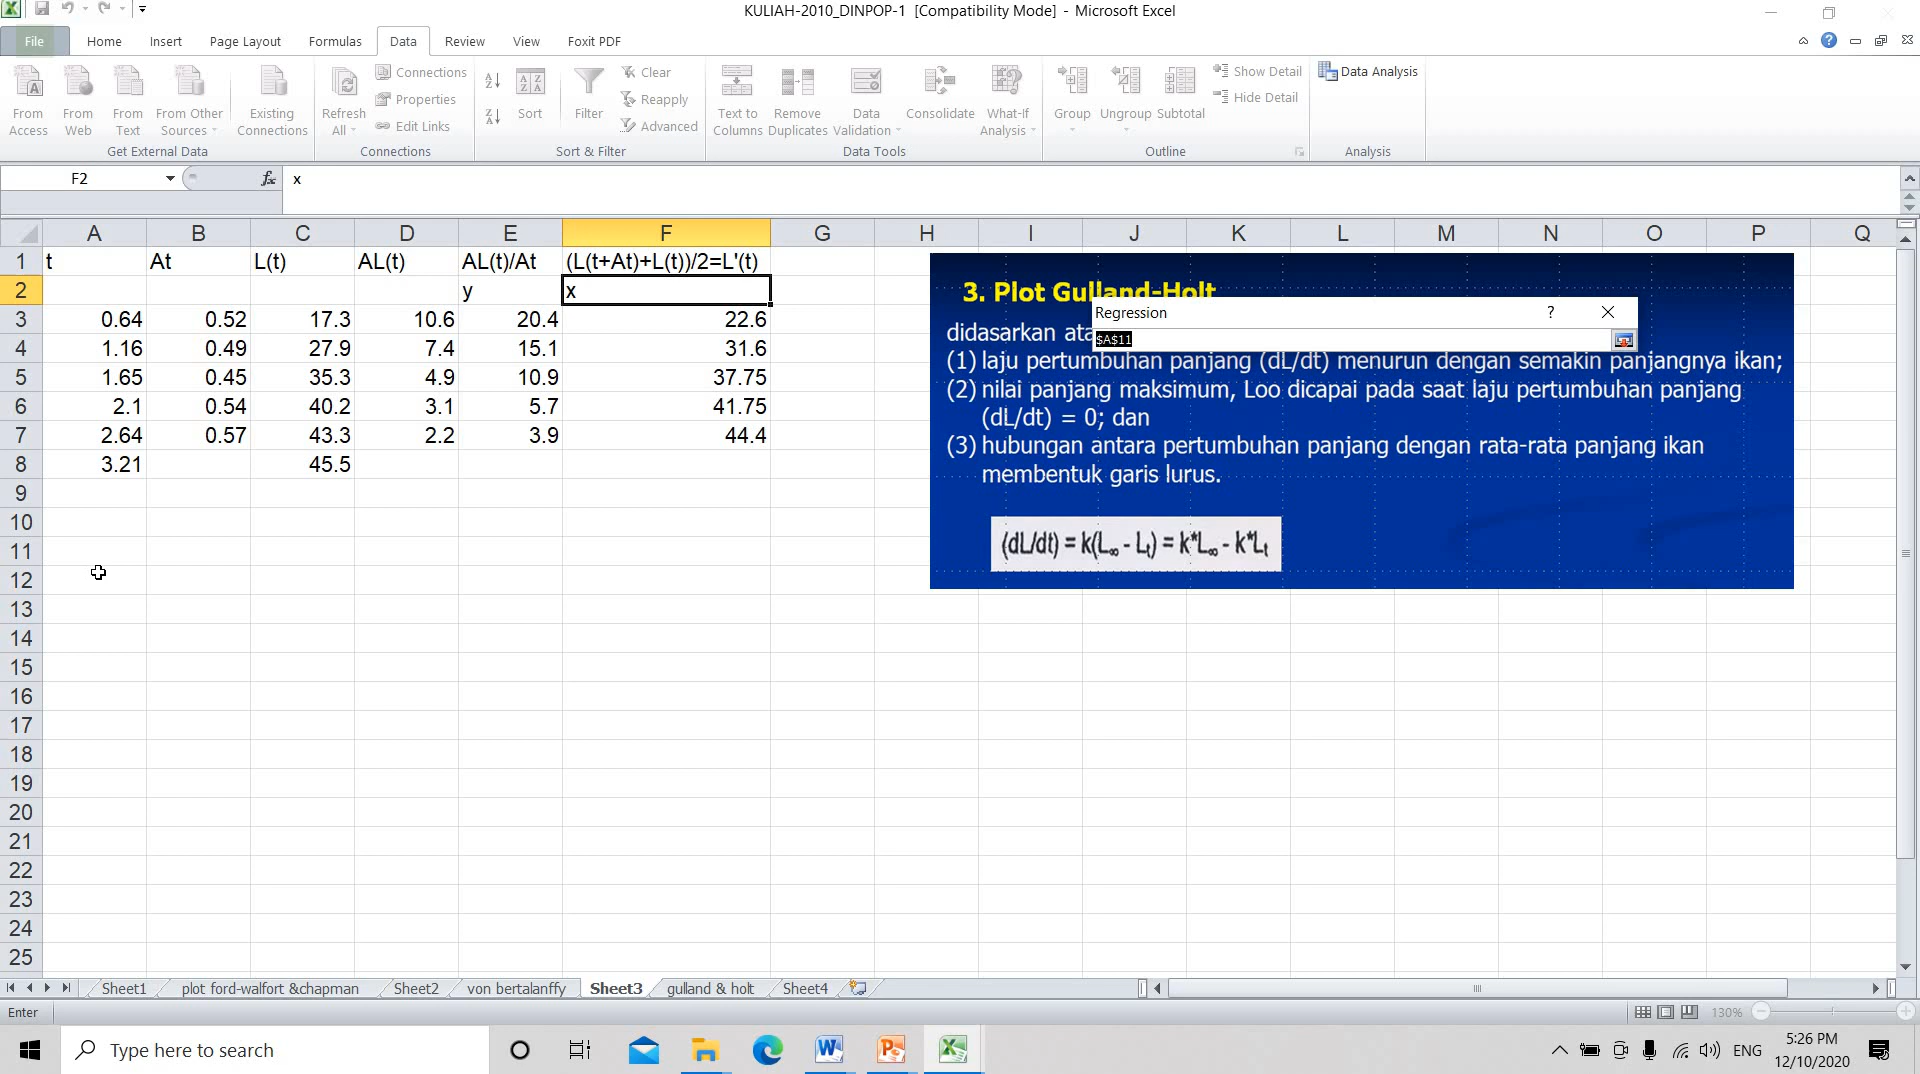 KULIAH-2010_DINPOP-1 [Compatibility Mode] - Microsoft Excel
File Home Insert Page Layout Formulas Data Review View Foxit PDF
From Access
From Web
From Text
From Other Sources
Get External Data
Existing Connections
Refresh All
Connections
Properties
Edit Links
Connections
Sort
Filter
Clear
Reapply
Advanced
Sort & Filter
Text to Columns
Remove Duplicates
Data Validation
Consolidate
What-If Analysis
Data Tools
Group
Ungroup
Subtotal
Show Detail
Hide Detail
Outline
Data Analysis
Analysis
F2 fx x
A B C D E F G H I J K L M N O P Q
1 t At L(t) AL(t) AL(t)/At (L(t+At)+L(t))/2=L'(t)
2 y x
3 0.64 0.52 17.3 10.6 20.4 22.6
4 1.16 0.49 27.9 7.4 15.1 31.6
5 1.65 0.45 35.3 4.9 10.9 37.75
6 2.1 0.54 40.2 3.1 5.7 41.75
7 2.64 0.57 43.3 2.2 3.9 44.4
8 3.21 45.5
9
10
11
12
13
14
15
16
17
18
19
20
21
22
23
24
25
3. Plot Gulland-Holt
Regression ?
$A$11
didasarkan ata
(1) laju pertumbuhan panjang (dL/dt) menurun dengan semakin panjangnya ikan;
(2) nilai panjang maksimum, Loo dicapai pada saat laju pertumbuhan panjang
(dL/dt) = 0; dan
(3) hubungan antara pertumbuhan panjang dengan rata-rata panjang ikan
membentuk garis lurus.
(dL/dt) = k(L∞ - Lt) = k*L∞ - k*Lt
Sheet1 plot ford-walfort &chapman Sheet2 von bertalanffy Sheet3 gulland & holt Sheet4
Enter 130%
Type here to search
ENG
5:26 PM
12/10/2020